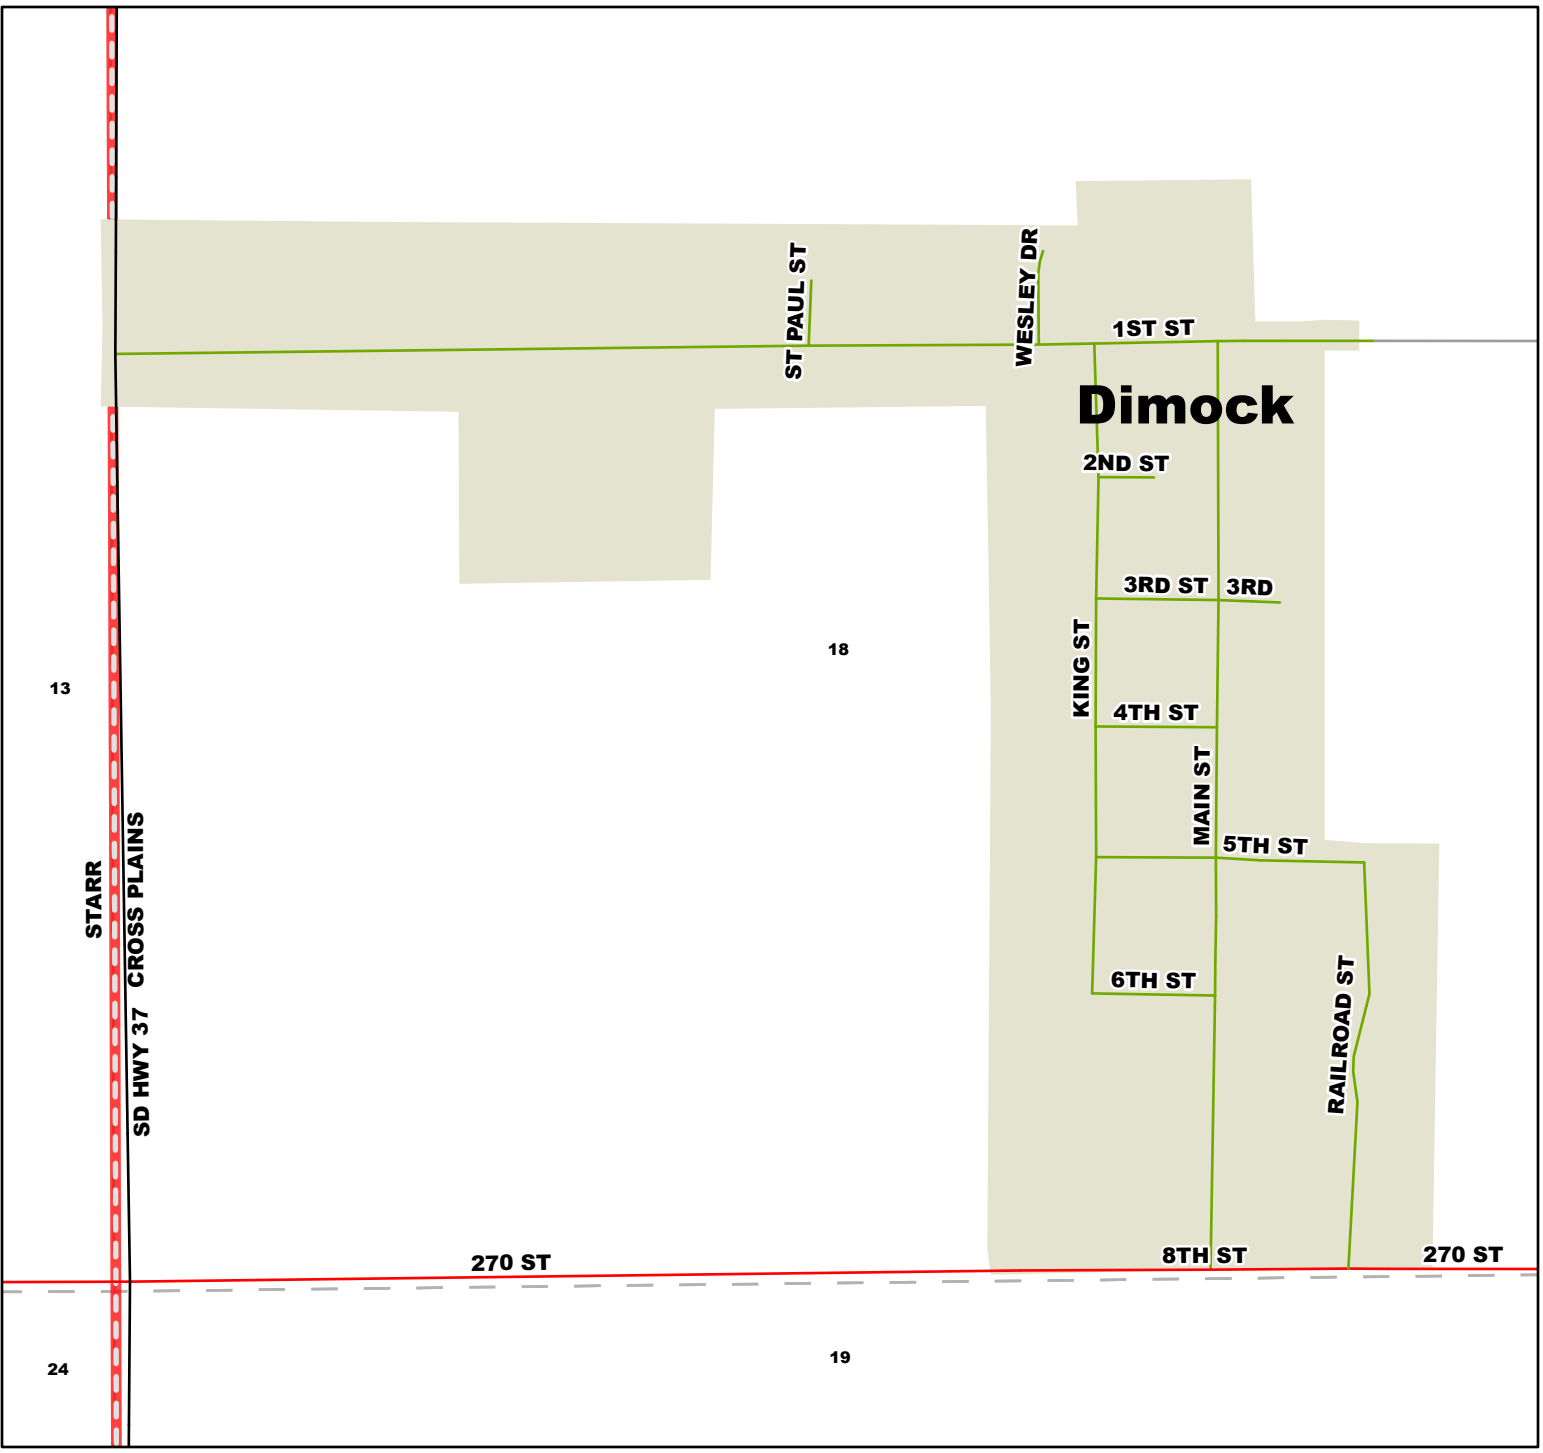 ST PAUL ST
WESLEY DR
1ST ST
Dimock
2ND ST
3RD ST
3RD
KING ST
18
13
4TH ST
MAIN ST
5TH ST
STARR
CROSS PLAINS
6TH ST
RAILROAD ST
SD HWY 37
270 ST
8TH ST
270 ST
24
19